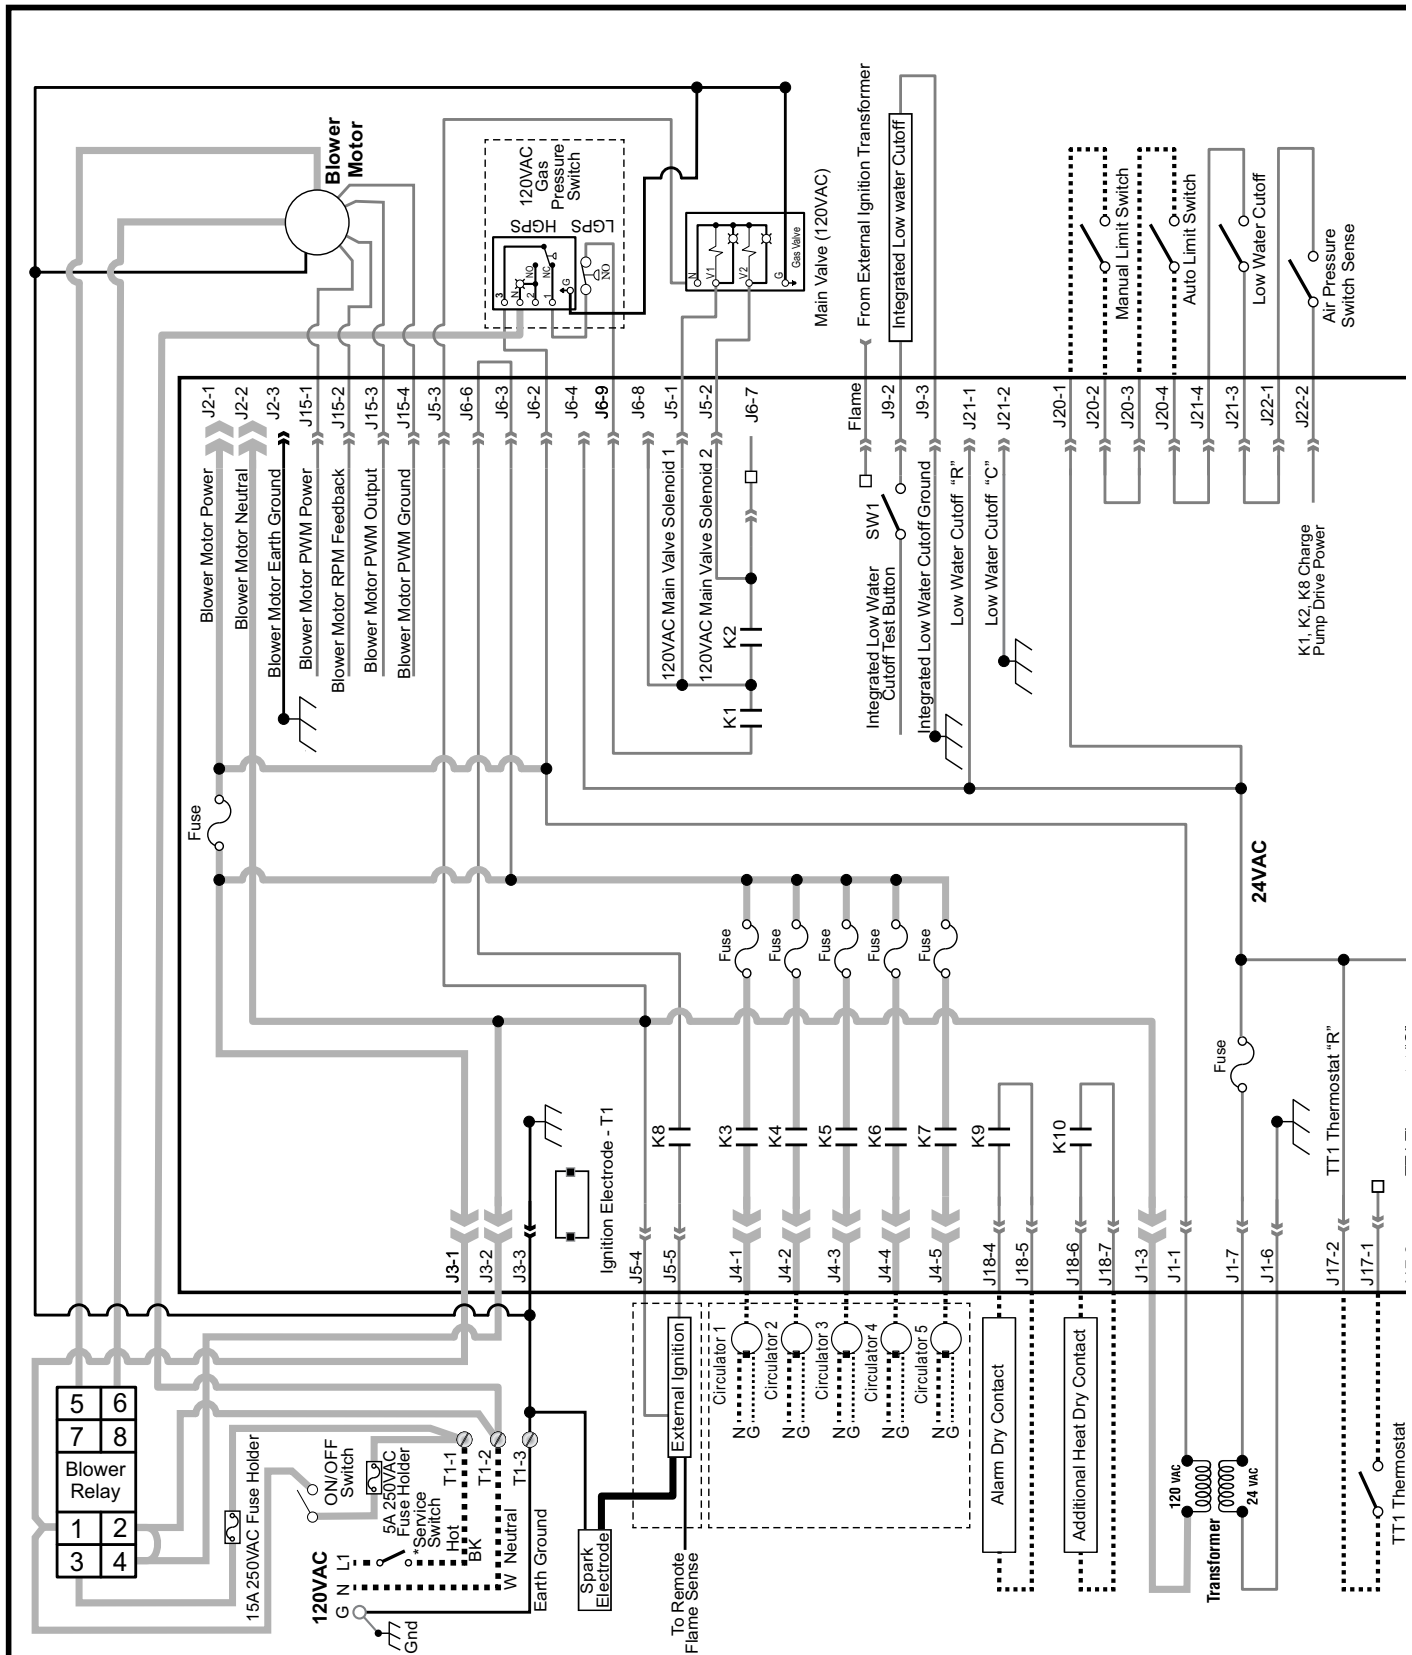 Blower
Motor
120VAC
Gas
Pressure
Switch
HGPS
LGPS
3
N
2
1
NO
NC
G
NO
N
V1
V2
G
Gas Valve
Main Valve (120VAC)
From External Ignition Transformer
Integrated Low water Cutoff
Manual Limit Switch
Auto Limit Switch
Low Water Cutoff
Air Pressure
Switch Sense
J2-1
J2-2
J2-3
J15-1
J15-2
J15-3
J15-4
J5-3
J6-6
J6-3
J6-2
J6-4
J6-9
J6-8
J5-1
J5-2
J6-7
Flame
J9-2
J9-3
J21-1
J21-2
J20-1
J20-2
J20-3
J20-4
J21-4
J21-3
J22-1
J22-2
Blower Motor Power
Blower Motor Neutral
Blower Motor Earth Ground
Blower Motor PWM Power
Blower Motor RPM Feedback
Blower Motor PWM Output
Blower Motor PWM Ground
120VAC Main Valve Solenoid 1
120VAC Main Valve Solenoid 2
K1
K2
SW1
Integrated Low Water
Cutoff Test Button
Integrated Low Water Cutoff Ground
Low Water Cutoff "R"
Low Water Cutoff "C"
K1, K2, K8 Charge
Pump Drive Power
Fuse
24VAC
Fuse
Fuse
Fuse
Fuse
Fuse
Fuse
Ignition Electrode - T1
K8
K3
K4
K5
K6
K7
K9
K10
TT1 Thermostat "R"
J3-1
J3-2
J3-3
J5-4
J5-5
J4-1
J4-2
J4-3
J4-4
J4-5
J18-4
J18-5
J18-6
J18-7
J1-3
J1-1
J1-7
J1-6
J17-2
J17-1
5 6
7 8
Blower
Relay
1 2
3 4
15A 250VAC Fuse Holder
ON/OFF
Switch
5A 250VAC
Fuse Holder
*Service
Switch
T1-1
T1-2
T1-3
Hot
BK
W Neutral
Earth Ground
120VAC
L1
N
G
Gnd
Spark
Electrode
External Ignition
To Remote
Flame Sense
Circulator 1
Circulator 2
Circulator 3
Circulator 4
Circulator 5
N
G
N
G
N
G
N
G
N
G
Alarm Dry Contact
Additional Heat Dry Contact
120 VAC
24 VAC
Transformer
TT1 Thermostat